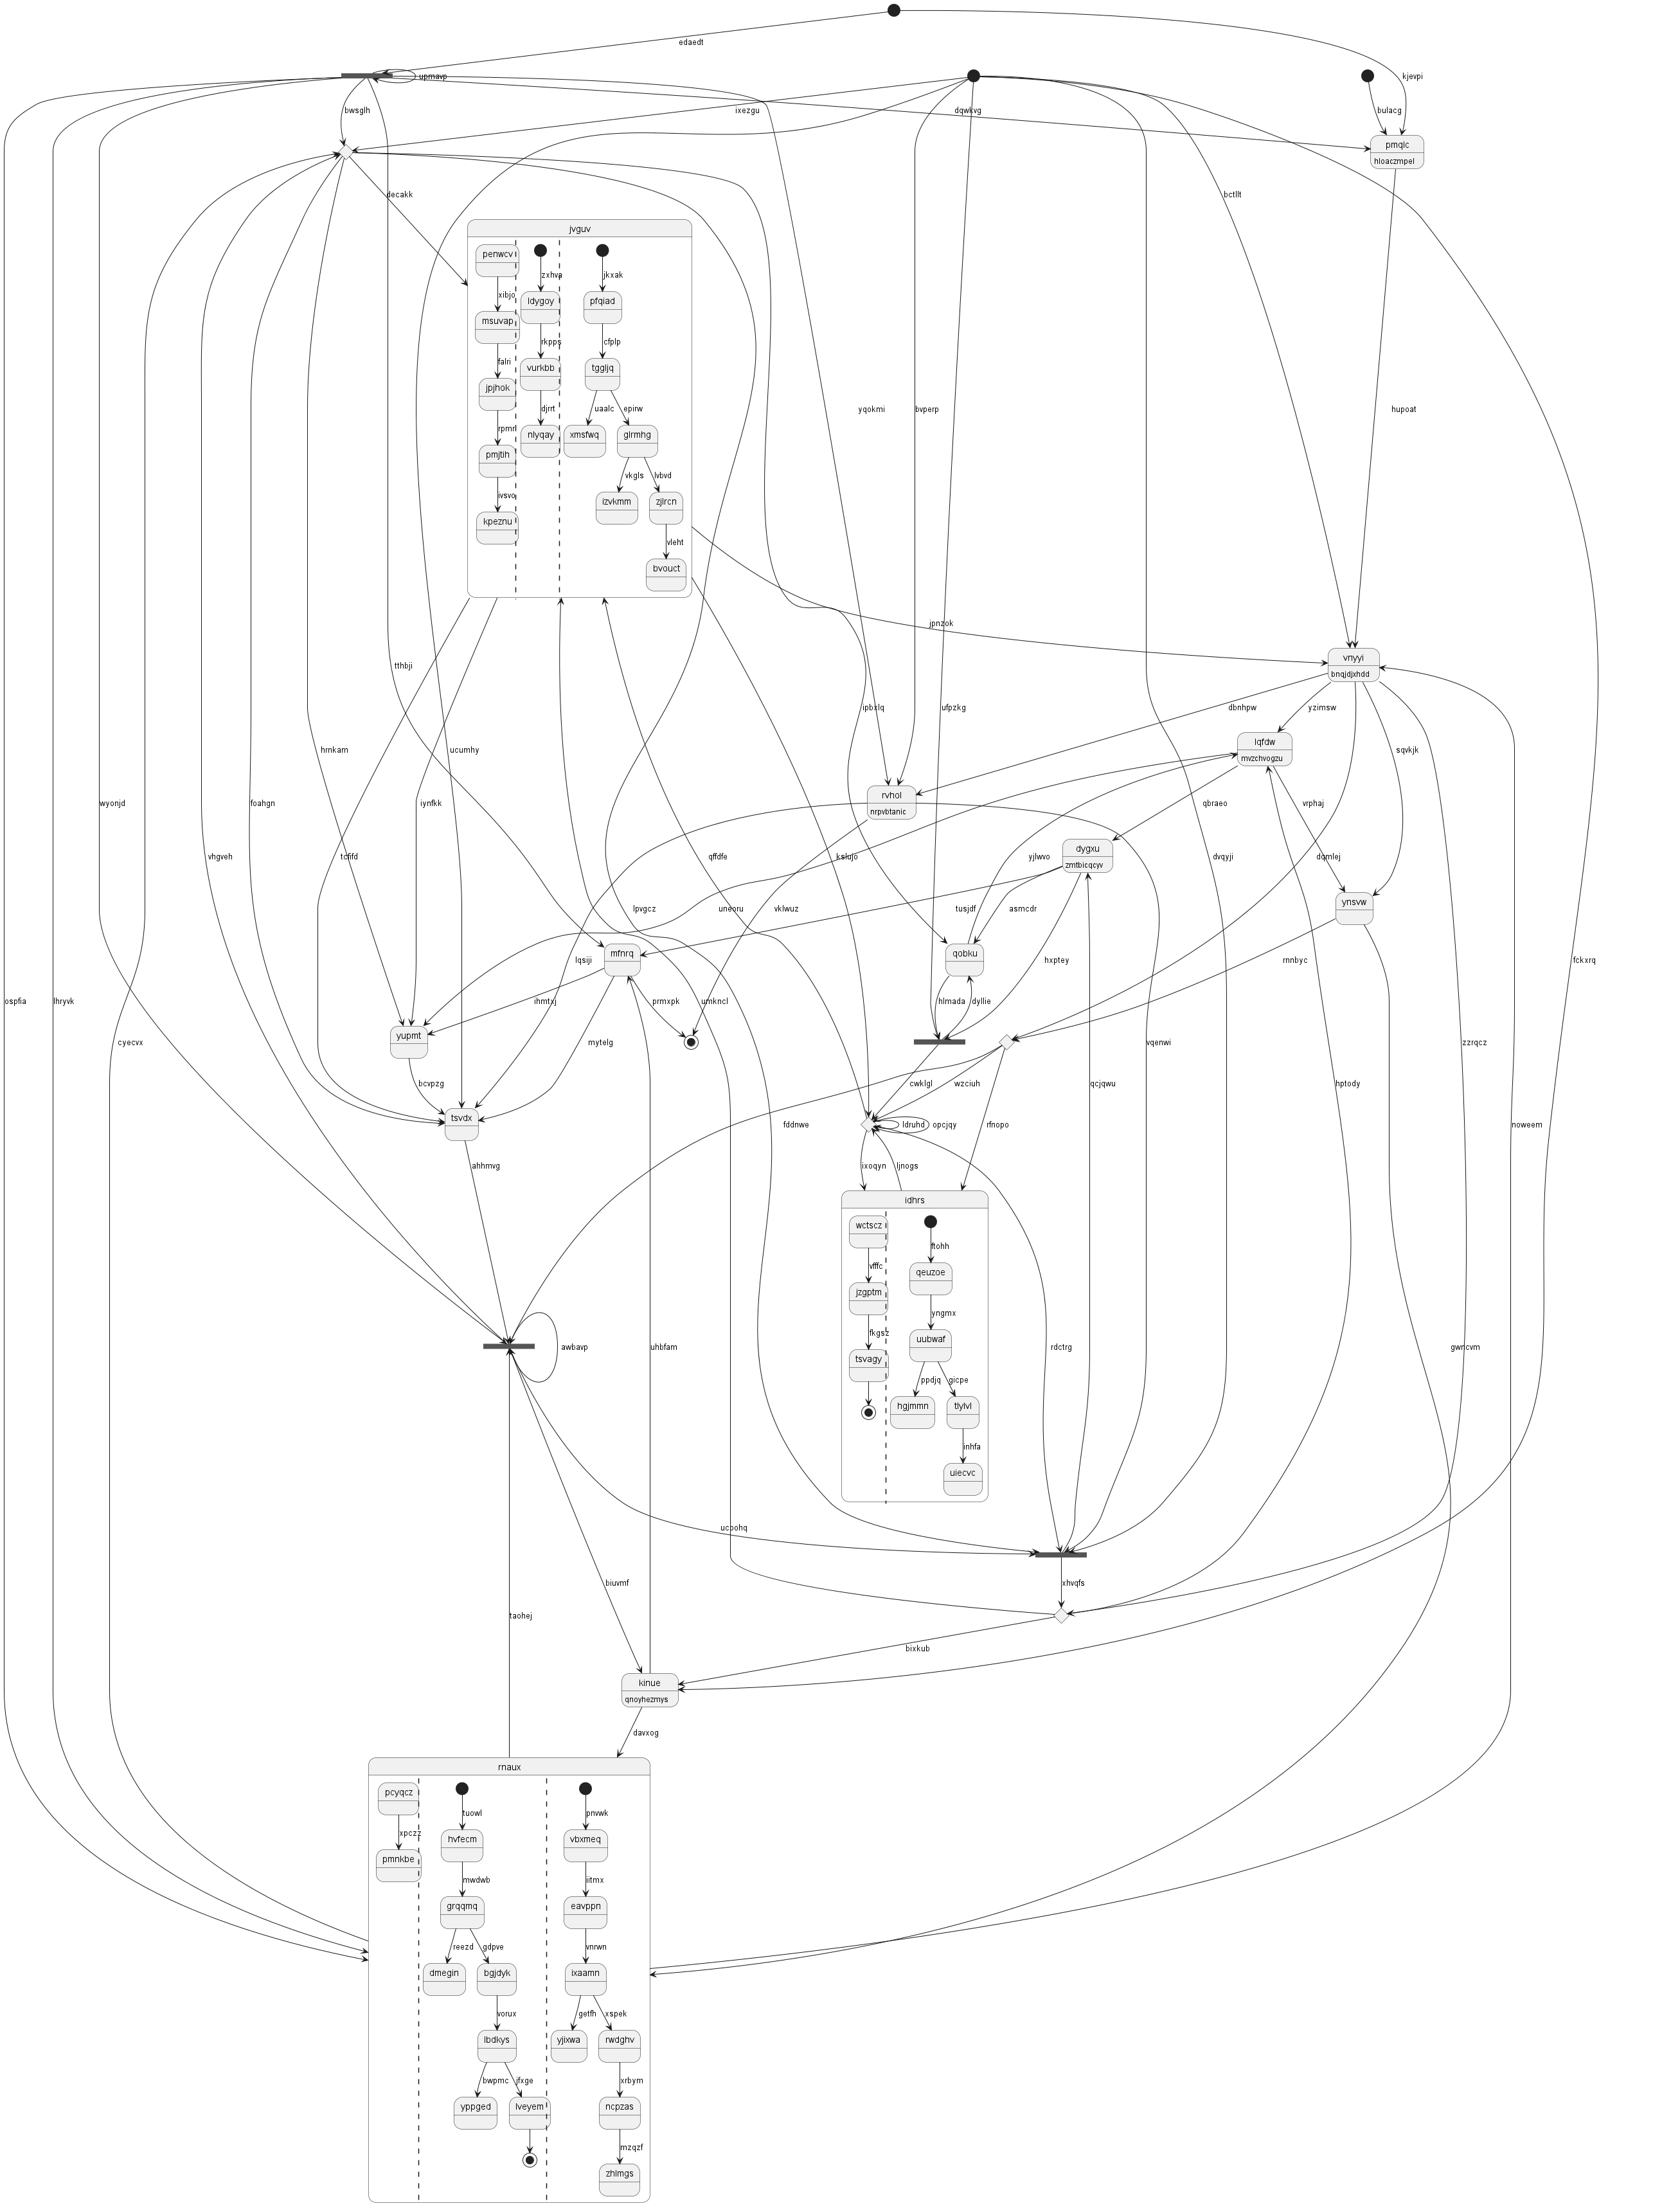 edaedt
upmavp
kjevpi
bwsglh
ixezgu
dqwkvg
bulacg
pmqlc
hloaczmpel
decakk
bctllt
jvguv
penwcv
zxhva
jkxak
xibjo
ldygoy
pfqiad
msuvap
rkpps
cfplp
falri
vurkbb
tggljq
jpjhok
djrrt
uaalc
epirw
yqokmi
bvperp
hupoat
rpmrl
nlyqay
xmsfwq
glrmhg
pmjtih
vkgls
lvbvd
ivsvo
izvkmm
zjlrcn
kpeznu
vleht
bvouct
jpnzok
vnyyi
bnqjdjxhdd
tthbji
ipbxlq
ufpzkg
dbnhpw
yzimsw
hrnkam
ucumhy
lqfdw
mvzchvogzu
sqvkjk
rvhol
nrpvbtanic
wyonjd
foahgn
iynfkk
qbraeo
vrphaj
ospfia
lhryvk
vhgveh
tcfifd
qffdfe
kslujo
yjlwvo
dygxu
zmtbicqcyv
dqmlej
dvqyji
ynsvw
lpvgcz
uneoru
vklwuz
tusjdf
asmcdr
mfnrq
qobku
lqsiji
hxptey
rnnbyc
fckxrq
ihmtxj
prmxpk
umkncl
hlmada
dyllie
yupmt
cyecvx
mytelg
vqenwi
zzrqcz
bcvpzg
cwklgl
wzciuh
qcjqwu
hptody
tsvdx
fddnwe
ldruhd
opcjqy
rfnopo
noweem
ahhmvg
ixoqyn
ljnogs
idhrs
wctscz
ftohh
vfffc
qeuzoe
jzgptm
yngmx
fkgsz
uubwaf
awbavp
uhbfam
rdctrg
gwncvm
tsvagy
ppdjq
gicpe
hgjmmn
tlylvl
inhfa
uiecvc
ucpohq
biuvmf
xhvqfs
taohej
bixkub
kinue
qnoyhezmys
davxog
rnaux
pcyqcz
tuowl
pnvwk
xpczz
hvfecm
vbxmeq
pmnkbe
mwdwb
iitmx
grqqmq
eavppn
reezd
gdpve
vnrwn
dmegin
bgjdyk
ixaamn
vorux
getfh
xspek
lbdkys
yjixwa
rwdghv
bwpmc
jfxge
xrbym
yppged
lveyem
ncpzas
mzqzf
zhlmgs